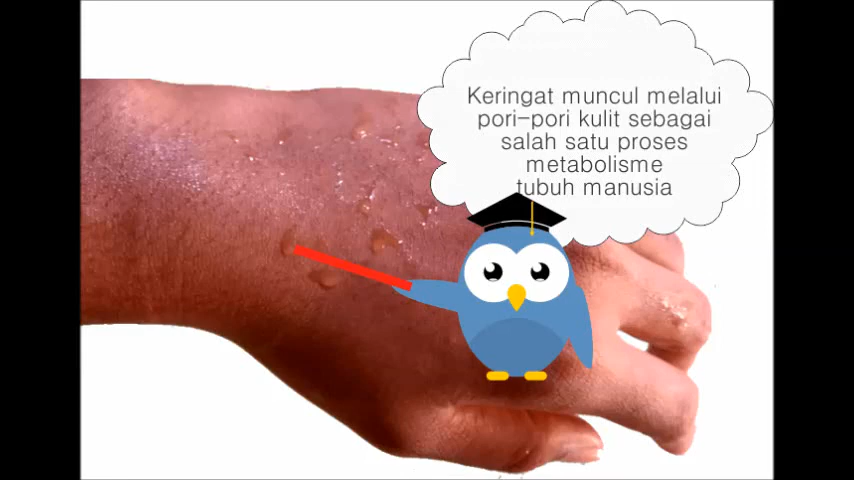 Keringat muncul melalui
pori-pori kulit sebagai
salah satu proses
metabolisme
tubuh manusia